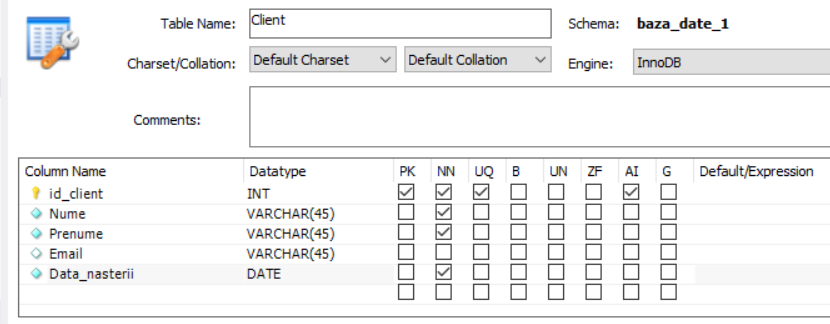 Table Name: Client Schema: baza_date_1
Charset/Collation: Default Charset Default Collation Engine: InnoDB
Comments:
Column Name Datatype PK NN UQ B UN ZF AI G Default/Expression
id_client INT
Nume VARCHAR(45)
Prenume VARCHAR(45)
Email VARCHAR(45)
Data_nasterii DATE